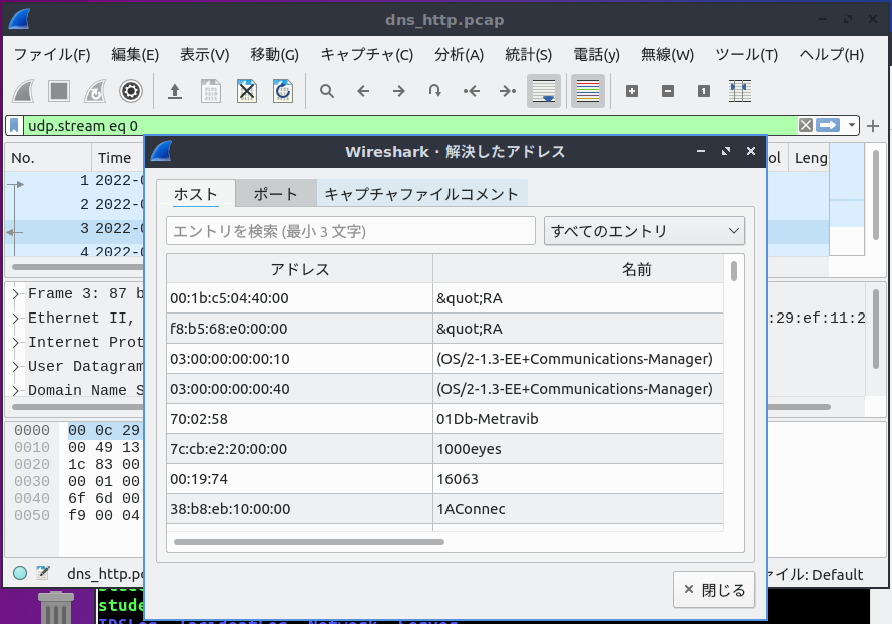 dns_http.pcap
ファイル(F) 編集(E) 表示(V) 移動(G) キャプチャ(C) 分析(A) 統計(S) 電話(y) 無線(W) ツール(T) ヘルプ(H)
udp.stream eq 0
No. Time ol Leng
1 2022-0
2 2022-0
3 2022-0
4 2022-0
Wireshark · 解決したアドレス
ホスト ポート キャプチャファイルコメント
エントリを検索 (最小 3 文字) すべてのエントリ
アドレス 名前
00:1b:c5:04:40:00 &quot;RA
f8:b5:68:e0:00:00 &quot;RA
03:00:00:00:00:10 (OS/2-1.3-EE+Communications-Manager)
03:00:00:00:00:40 (OS/2-1.3-EE+Communications-Manager)
70:02:58 01Db-Metravib
7c:cb:e2:20:00:00 1000eyes
00:19:74 16063
38:b8:eb:10:00:00 1AConnec
閉じる
Frame 3: 87 b
Ethernet II, :29:ef:11:2
Internet Prot
User Datagram
Domain Name S
0000 00 0c 29
0010 00 49 13
0020 1c 83 00
0030 00 01 00
0040 6f 6d 00
0050 f9 00 04
dns_http.pc ァイル: Default
stude